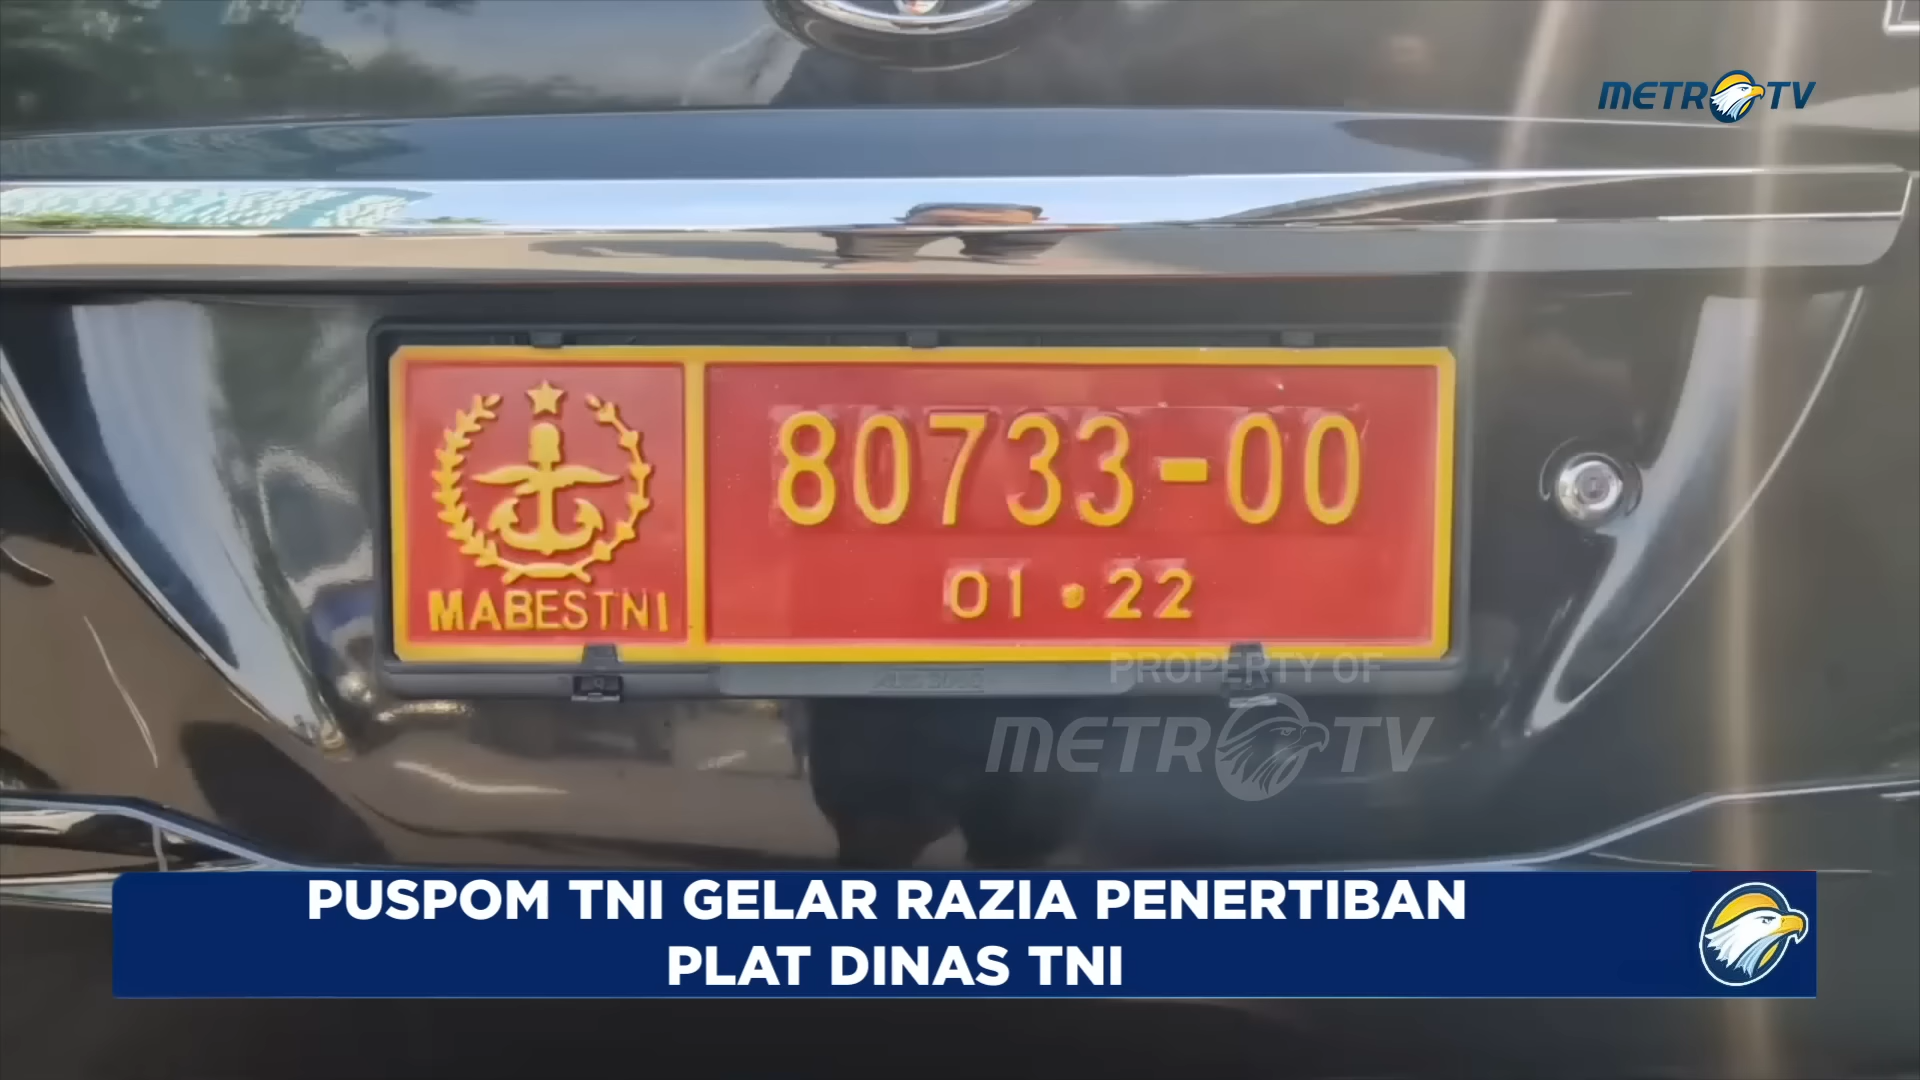 METRO TV
MABESTNI
80733-00
01•22
PROPERTY OF
METRO TV
PUSPOM TNI GELAR RAZIA PENERTIBAN
PLAT DINAS TNI